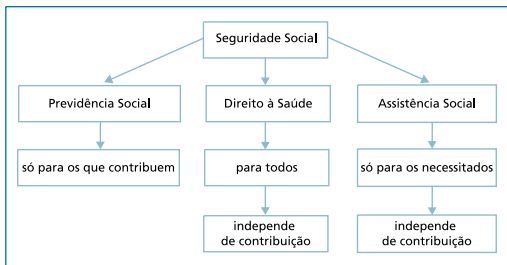 Seguridade Social
Previdência Social
Direito à Saúde
Assistência Social
só para os que contribuem
para todos
só para os necessitados
independe
de contribuição
independe
de contribuição